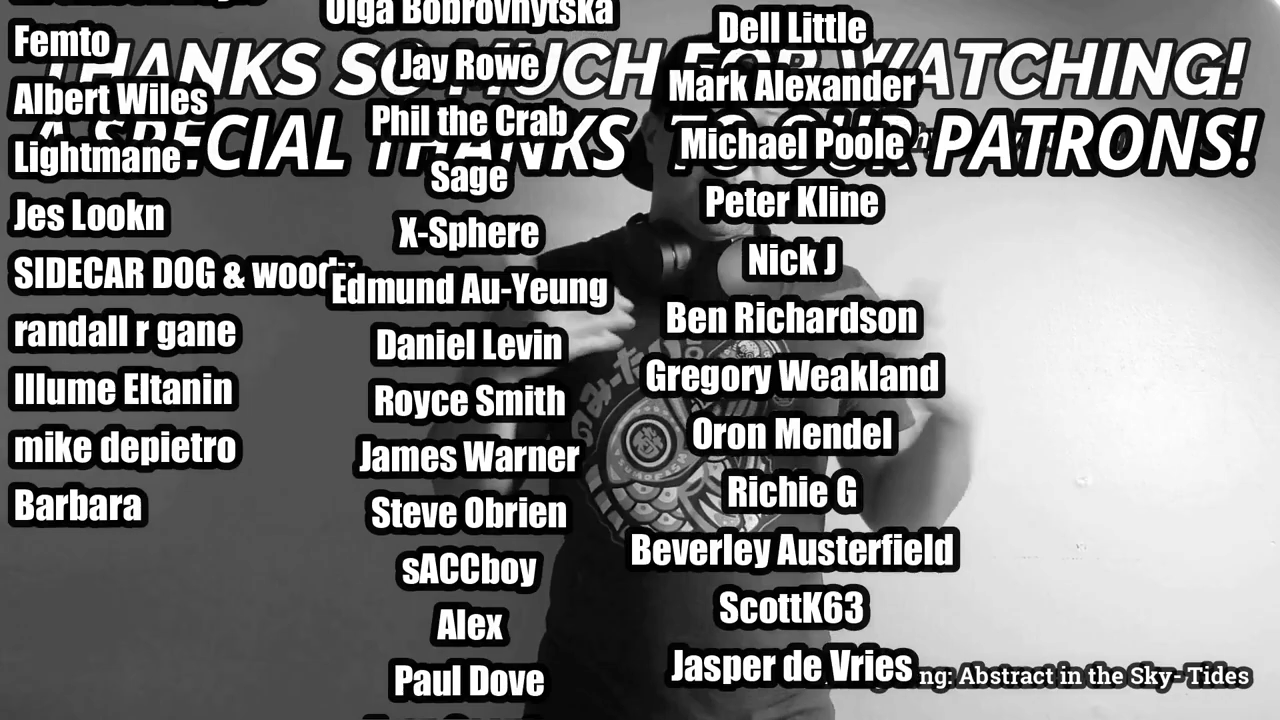 THANKS SO MUCH FOR WATCHING!
A SPECIAL THANKS TO OUR PATRONS!
Femto
Albert Wiles
Lightmane
Jes Lookn
SIDECAR DOG & woody
randall r gane
Illume Eltanin
mike depietro
Barbara
Olga Bobrovnytska
Jay Rowe
Phil the Crab
Sage
X-Sphere
Edmund Au-Yeung
Daniel Levin
Royce Smith
James Warner
Steve Obrien
sACCboy
Alex
Paul Dove
Dell Little
Mark Alexander
Michael Poole
Peter Kline
Nick J
Ben Richardson
Gregory Weakland
Oron Mendel
Richie G
Beverley Austerfield
ScottK63
Jasper de Vries
Abstract in the Sky- Tides